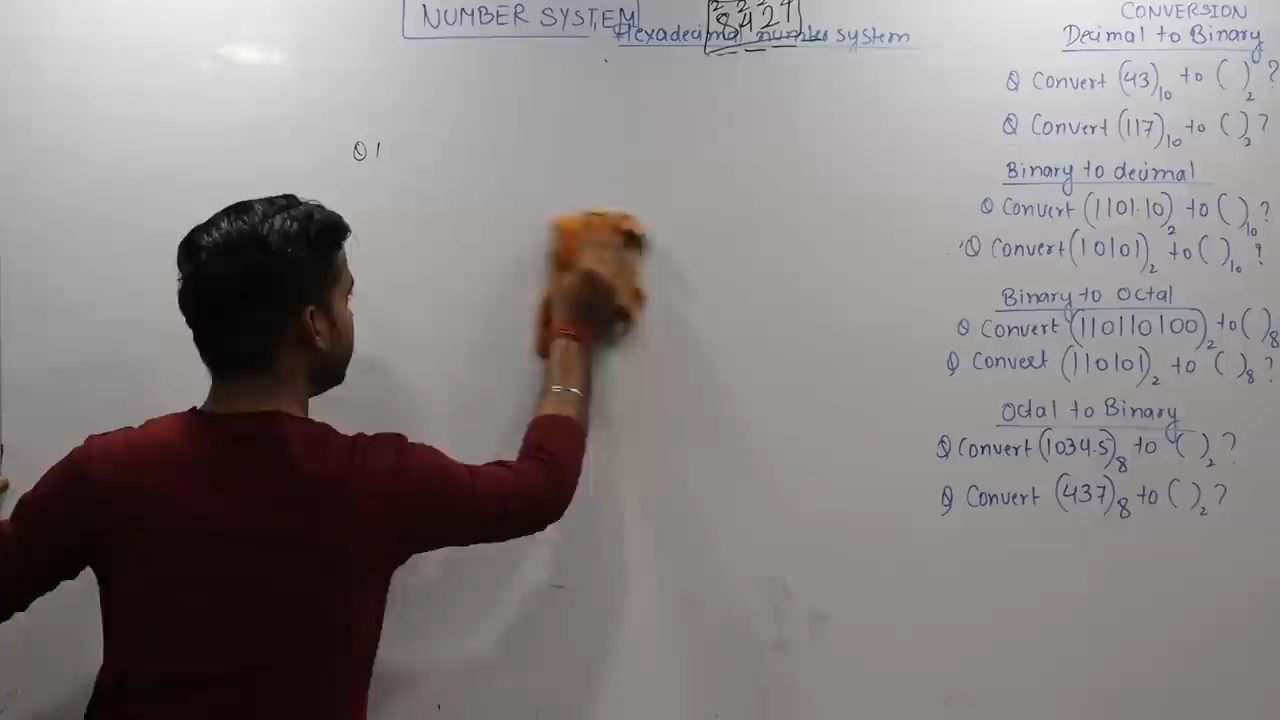 NUMBER SYSTEM
8421
Hexadecimal number system
Q1
CONVERSION
Decimal to Binary
Q Convert (43)₁₀ to ( )₂ ?
Q Convert (117)₁₀ to ( )₂ ?
Binary to decimal
Q Convert (1101.10)₂ to ( )₁₀ ?
Q Convert (10101)₂ to ( )₁₀ ?
Binary to Octal
Q Convert (110110100)₂ to ( )₈
Q Convert (110101)₂ to ( )₈ ?
Octal to Binary
Q Convert (1034.5)₈ to ( )₂ ?
Q Convert (437)₈ to ( )₂ ?